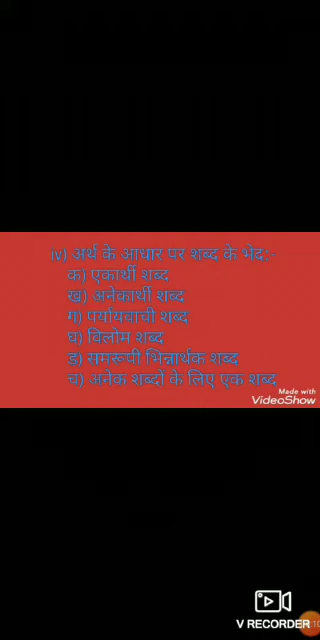 iv) अर्थ के आधार पर शब्द के भेद:-
क) एकार्थी शब्द
ख) अनेकार्थी शब्द
ग) पर्यायवाची शब्द
घ) विलोम शब्द
ड) समरूपी भिन्नार्थक शब्द
च) अनेक शब्दों के लिए एक शब्द
Made with
VideoShow
V RECORDER